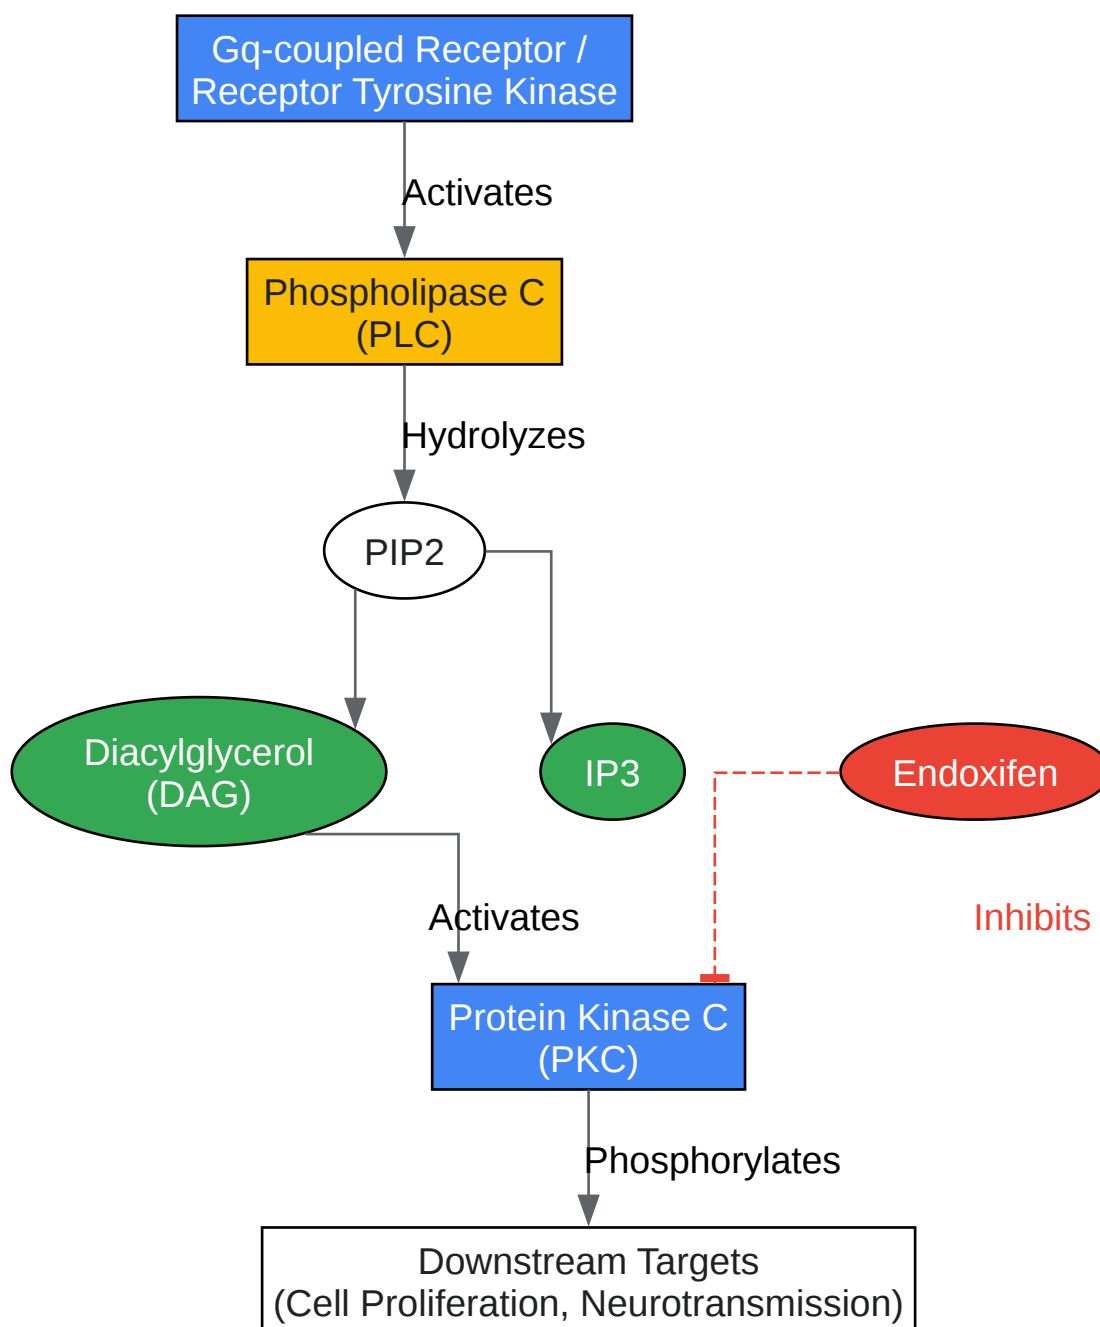 Gq-coupled Receptor /
Receptor Tyrosine Kinase
Activates
Phospholipase C
(PLC)
Hydrolyzes
PIP2
Diacylglycerol
(DAG)
IP3
Endoxifen
Activates
Inhibits
Protein Kinase C
(PKC)
Phosphorylates
Downstream Targets
(Cell Proliferation, Neurotransmission)